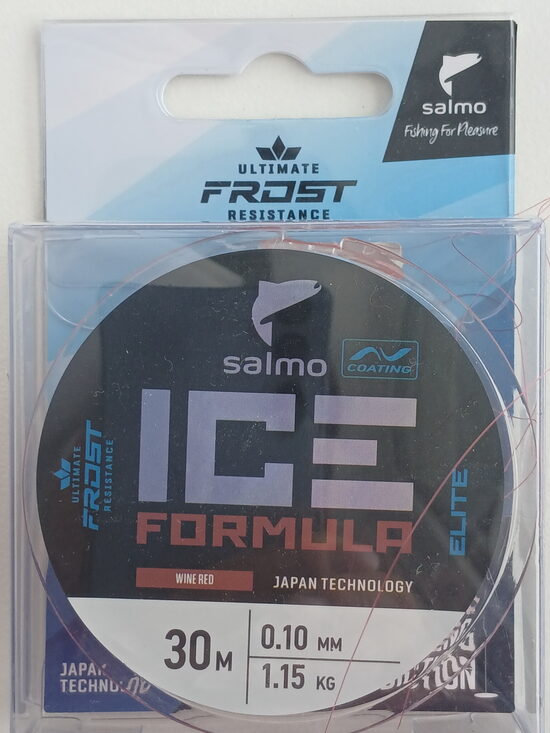 salmo
Fishing For Pleasure
ULTIMATE
FROST
RESISTANCE
salmo
COATING
ICE
FORMULA
ULTIMATE
FROST
RESISTANCE
ELITE
WINE RED
JAPAN TECHNOLOGY
30 M
0.10 MM
1.15 KG
JAPAN